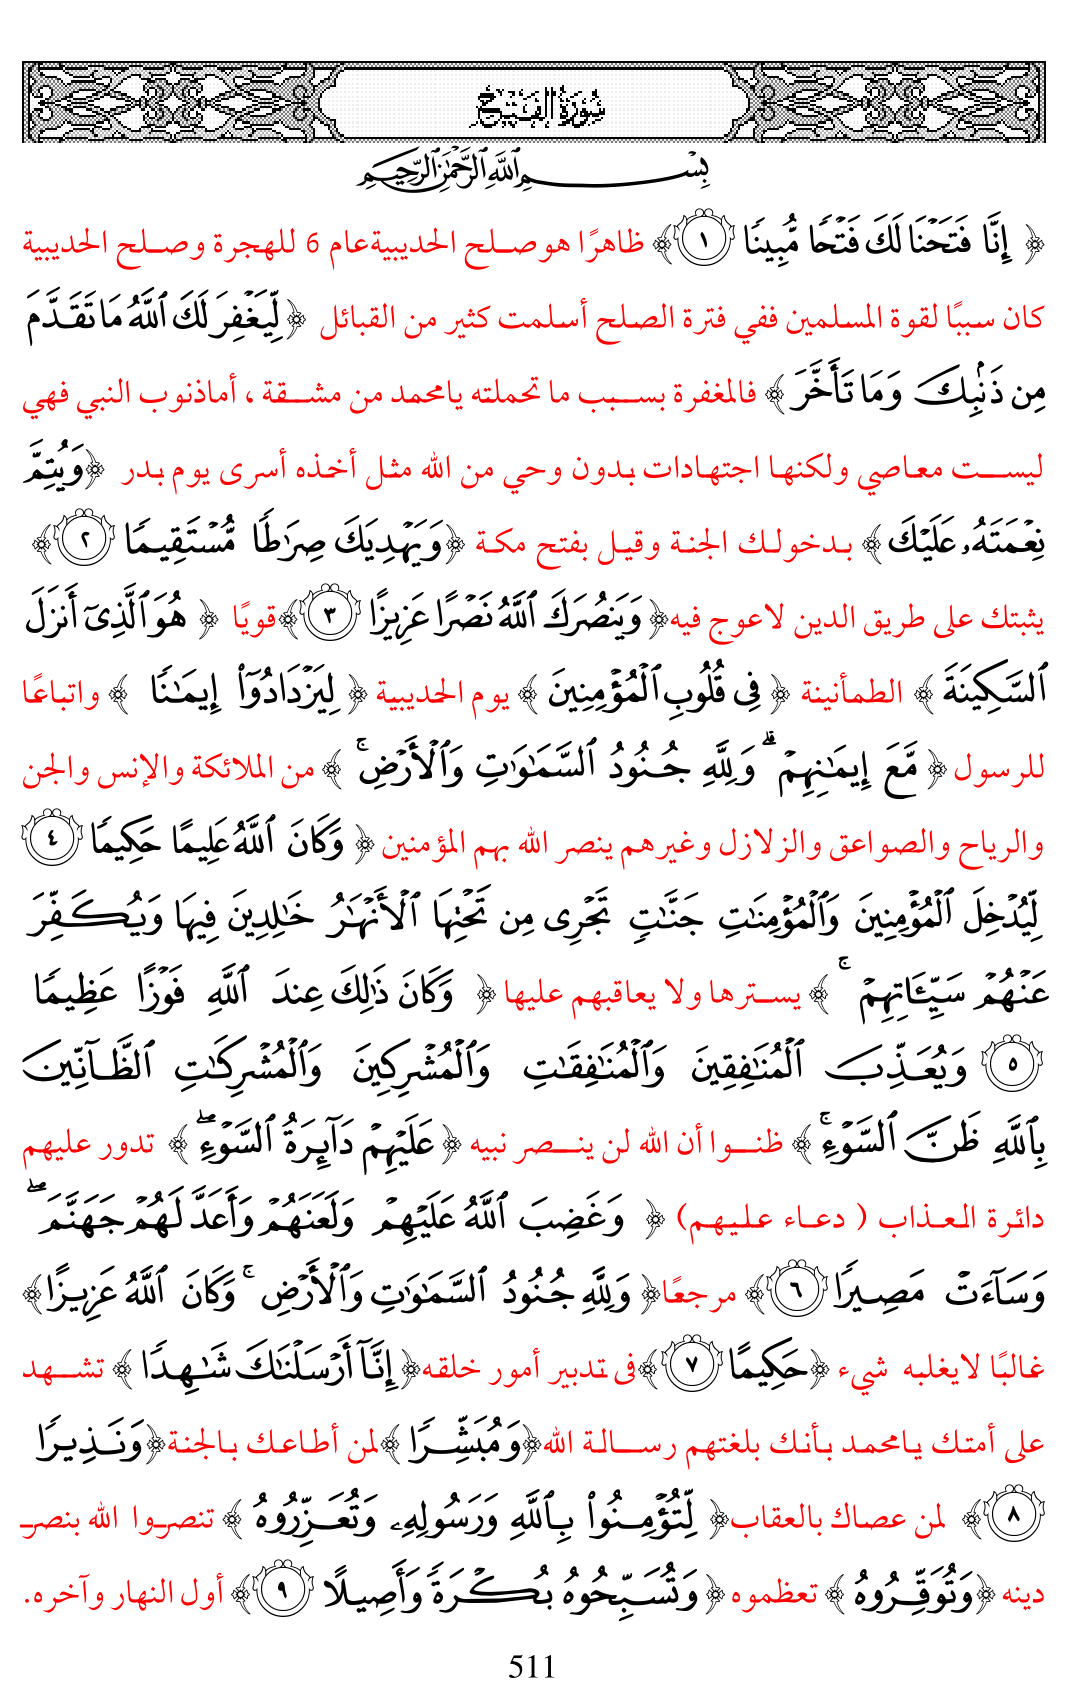 سُورَةُ الفَتْحِ
بِسْمِ ٱللَّهِ ٱلرَّحْمَٰنِ ٱلرَّحِيمِ
﴿ إِنَّا فَتَحْنَا لَكَ فَتْحًا مُّبِينًا ١﴾ ظاهرًا هو صلح الحديبيةعام 6 للهجرة وصلح الحديبية
كان سببًا لقوة المسلمين ففي فترة الصلح أسلمت كثير من القبائل ﴿لِّيَغْفِرَ لَكَ ٱللَّهُ مَا تَقَدَّمَ
مِن ذَنۢبِكَ وَمَا تَأَخَّرَ ﴾ فالمغفرة بسبب ما تحملته يامحمد من مشقة ، أماذنوب النبي فهي
ليست معاصي ولكنها اجتهادات بدون وحي من الله مثل أخذه أسرى يوم بدر ﴿وَيُتِمَّ
نِعْمَتَهُۥ عَلَيْكَ ﴾ بدخولك الجنة وقيل بفتح مكة ﴿وَيَهْدِيَكَ صِرَٰطًا مُّسْتَقِيمًا ٢﴾
يثبتك على طريق الدين لاعوج فيه﴿وَيَنصُرَكَ ٱللَّهُ نَصْرًا عَزِيزًا ٣﴾قويًا ﴿ هُوَ ٱلَّذِىٓ أَنزَلَ
ٱلسَّكِينَةَ ﴾ الطمأنينة ﴿ فِى قُلُوبِ ٱلْمُؤْمِنِينَ ﴾ يوم الحديبية ﴿ لِيَزْدَادُوٓا۟ إِيمَٰنًا ﴾ واتباعًا
للرسول ﴿ مَّعَ إِيمَٰنِهِمْ ۗ وَلِلَّهِ جُنُودُ ٱلسَّمَٰوَٰتِ وَٱلْأَرْضِ ۚ ﴾ من الملائكة والإنس والجن
والرياح والصواعق والزلازل وغيرهم ينصر الله بهم المؤمنين ﴿ وَكَانَ ٱللَّهُ عَلِيمًا حَكِيمًا ٤
لِّيُدْخِلَ ٱلْمُؤْمِنِينَ وَٱلْمُؤْمِنَٰتِ جَنَّٰتٍ تَجْرِى مِن تَحْتِهَا ٱلْأَنْهَٰرُ خَٰلِدِينَ فِيهَا وَيُكَفِّرَ
عَنْهُمْ سَيِّـَٔاتِهِمْ ۚ ﴾ يسترها ولا يعاقبهم عليها ﴿ وَكَانَ ذَٰلِكَ عِندَ ٱللَّهِ فَوْزًا عَظِيمًا
٥ وَيُعَذِّبَ ٱلْمُنَٰفِقِينَ وَٱلْمُنَٰفِقَٰتِ وَٱلْمُشْرِكِينَ وَٱلْمُشْرِكَٰتِ ٱلظَّآنِّينَ
بِٱللَّهِ ظَنَّ ٱلسَّوْءِ ۚ ﴾ ظنوا أن الله لن ينصر نبيه ﴿ عَلَيْهِمْ دَآئِرَةُ ٱلسَّوْءِ ۖ ﴾ تدور عليهم
دائرة العذاب ( دعاء عليهم) ﴿ وَغَضِبَ ٱللَّهُ عَلَيْهِمْ وَلَعَنَهُمْ وَأَعَدَّ لَهُمْ جَهَنَّمَ ۖ
وَسَآءَتْ مَصِيرًا ٦﴾ مرجعًا﴿ وَلِلَّهِ جُنُودُ ٱلسَّمَٰوَٰتِ وَٱلْأَرْضِ ۚ وَكَانَ ٱللَّهُ عَزِيزًا﴾
غالبًا لايغلبه شيء ﴿حَكِيمًا ٧﴾فى تدبير أمور خلقه﴿إِنَّآ أَرْسَلْنَٰكَ شَٰهِدًا ﴾ تشهد
على أمتك يامحمد بأنك بلغتهم رسالة الله﴿وَمُبَشِّرًا ﴾لمن أطاعك بالجنة﴿وَنَذِيرًا
٨﴾ لمن عصاك بالعقاب﴿ لِّتُؤْمِنُوا۟ بِٱللَّهِ وَرَسُولِهِۦ وَتُعَزِّرُوهُ ﴾ تنصروا الله بنصر
دينه ﴿وَتُوَقِّرُوهُ ﴾ تعظموه ﴿وَتُسَبِّحُوهُ بُكْرَةً وَأَصِيلًا ٩﴾ أول النهار وآخره.
511